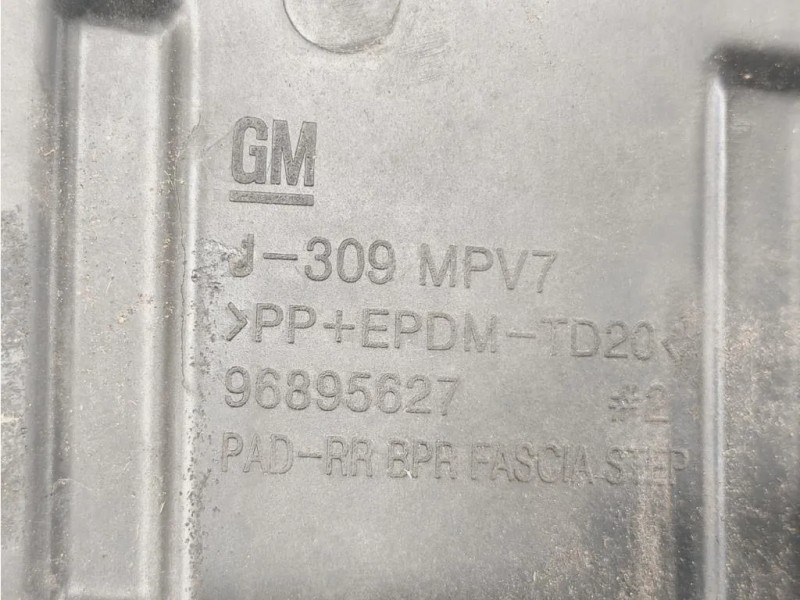 GM
J-309 MPV7
>PP+EPDM-TD20<
96895627 #2
PAD-RR BPR FASCIA STEP